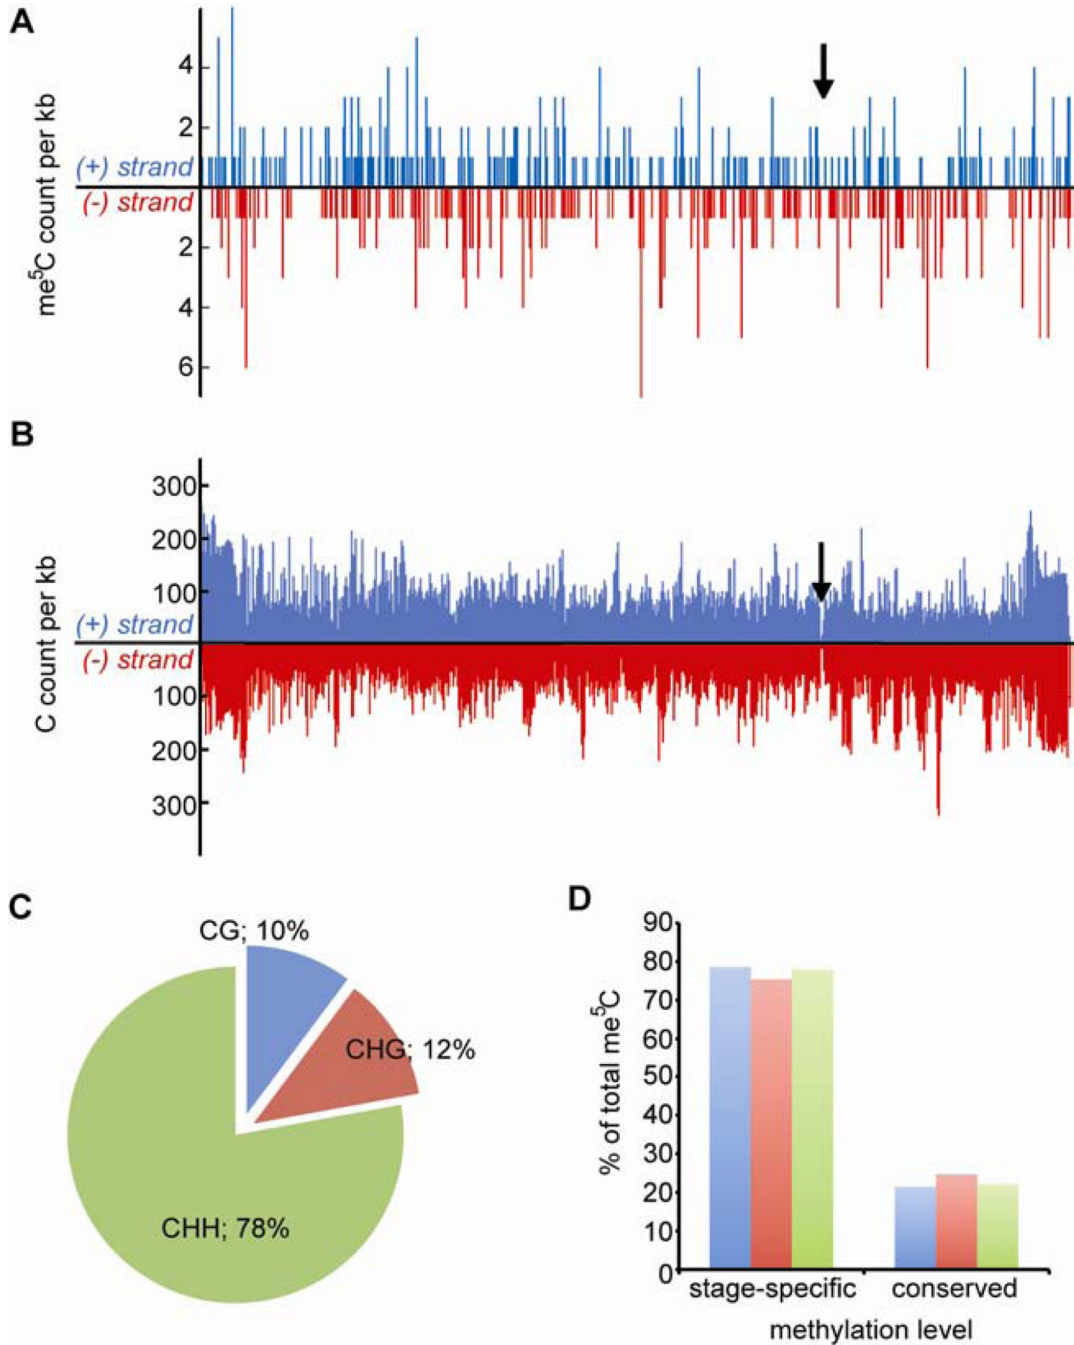 A
me⁵C count per kb
4
2
(+) strand
(-) strand
2
4
6
B
C count per kb
300
200
100
(+) strand
(-) strand
100
200
300
C
CG; 10%
CHG; 12%
CHH; 78%
D
% of total me⁵C
90
80
70
60
50
40
30
20
10
0
stage-specific conserved
methylation level